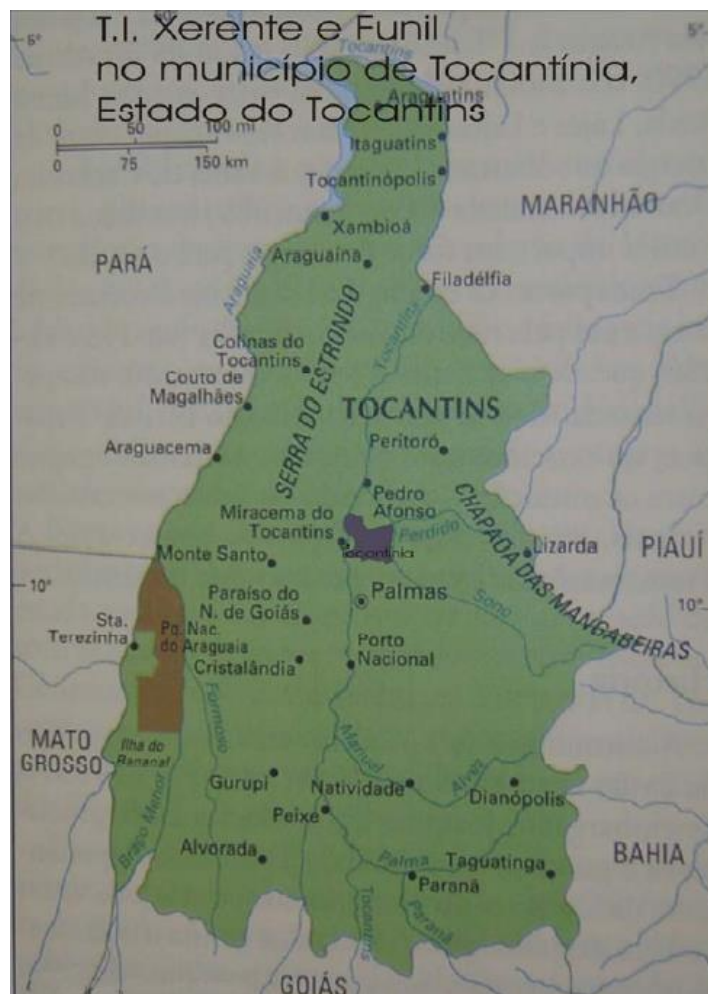 T.I. Xerente e Funil
no município de Tocantínia,
Estado do Tocantins
5°
5°
Tocantins
Araguatins
0 50 100 mi
0 75 150 km
Itaguatins
Tocantinópolis
MARANHÃO
Xambioá
PARÁ
Araguaína
Araguaia
Filadélfia
Tocantins
SERRA DO ESTRONDO
Colinas do
Tocantins
Couto de
Magalhães
TOCANTINS
Araguacema
Peritoró
Pedro
Afonso
CHAPADA DAS MANGABEIRAS
Miracema do
Tocantins
Perdido
Tocantinia
Lizarda
PIAUÍ
Monte Santo
10°
10°
Palmas
Sono
Paraíso do
N. de Goiás
Sta.
Terezinha
Pq. Nac.
do Araguaia
Porto
Nacional
Cristalândia
Formoso
MATO
GROSSO
Ilha do
Bananal
Manuel
Alves
Gurupi
Natividade
Dianópolis
Peixe
Braço Menor
Alvorada
Palma
Taguatinga
BAHIA
Paranã
Tocantins
Paranã
GOIÁS